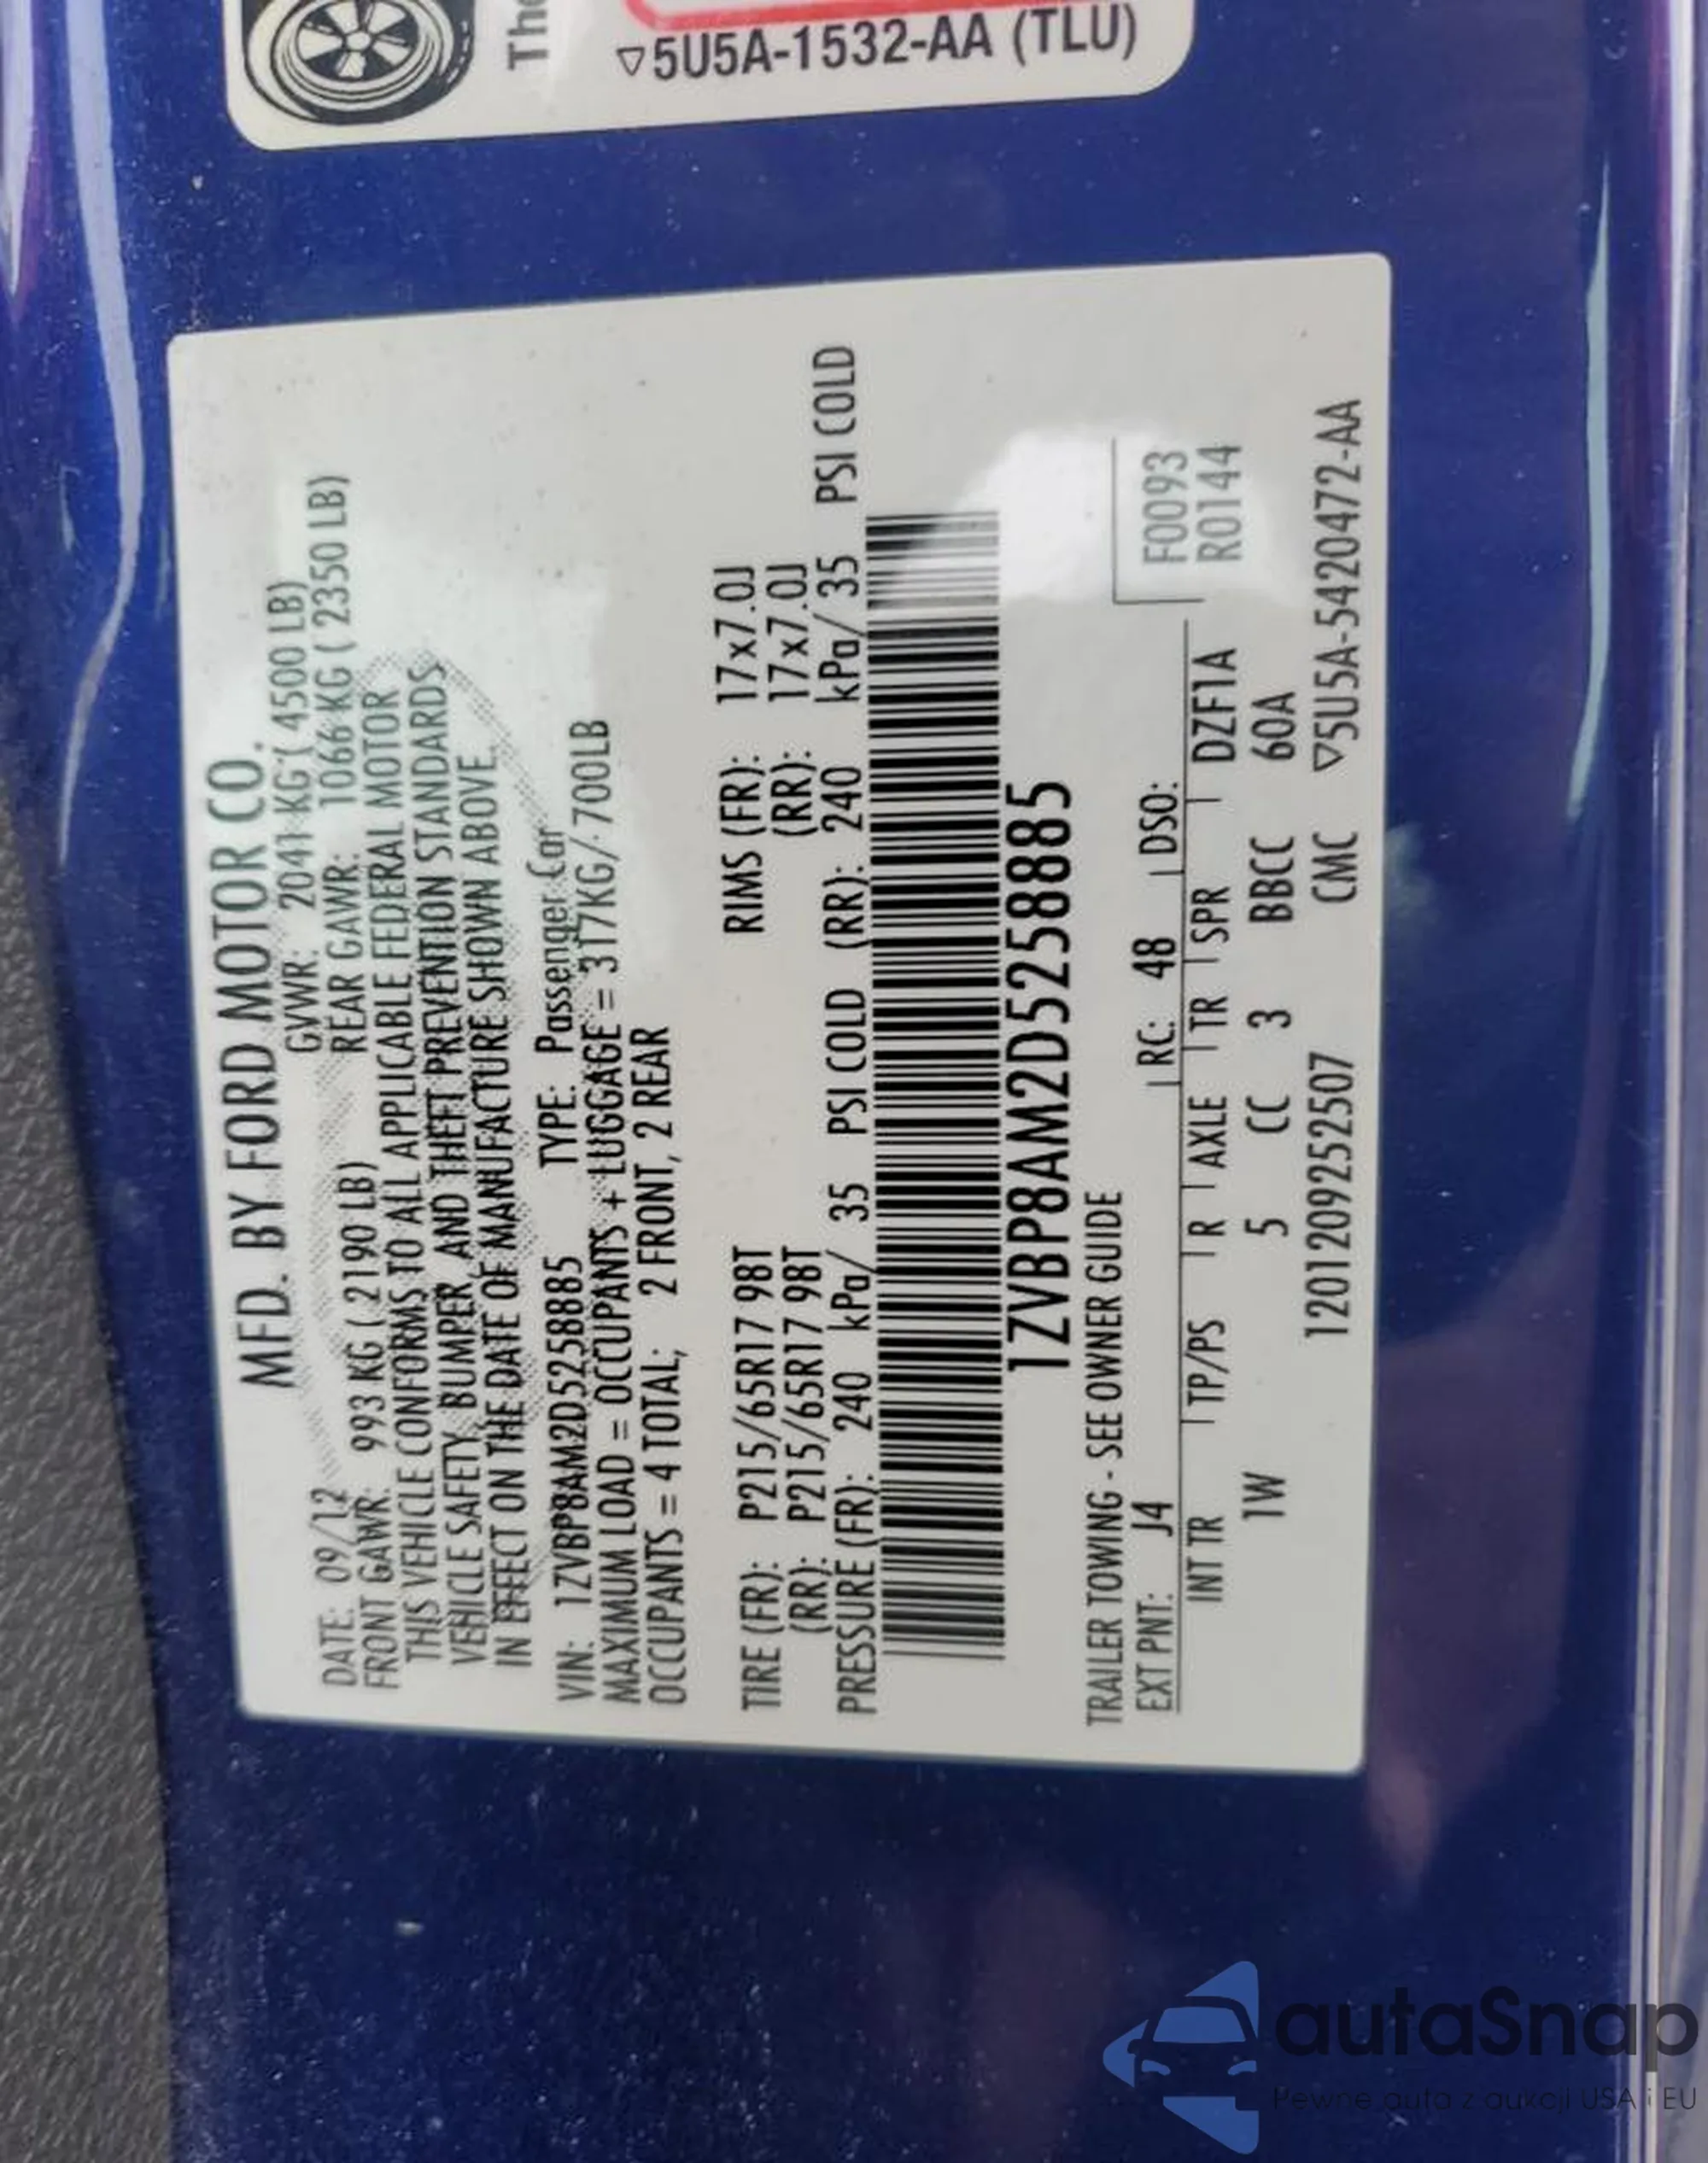 The
▽5U5A-1532-AA (TLU)
MFD. BY FORD MOTOR CO.
DATE: 09/12 GVWR: 2041 KG ( 4500 LB)
FRONT GAWR: 993 KG ( 2190 LB) REAR GAWR: 1066 KG ( 2350 LB)
THIS VEHICLE CONFORMS TO ALL APPLICABLE FEDERAL MOTOR
VEHICLE SAFETY, BUMPER, AND THEFT PREVENTION STANDARDS
IN EFFECT ON THE DATE OF MANUFACTURE SHOWN ABOVE.
VIN: 1ZVBP8AM2D5258885 TYPE: Passenger Car
MAXIMUM LOAD = OCCUPANTS + LUGGAGE = 317KG/ 700LB
OCCUPANTS = 4 TOTAL; 2 FRONT, 2 REAR
TIRE (FR): P215/65R17 98T RIMS (FR): 17x7.0J
(RR): P215/65R17 98T (RR): 17x7.0J
PRESSURE (FR): 240 kPa/ 35 PSI COLD (RR): 240 kPa/ 35 PSI COLD
1ZVBP8AM2D5258885
TRAILER TOWING - SEE OWNER GUIDE
EXT PNT: J4 RC: 48 DSO: F00093
INT TR TP/PS R AXLE TR SPR DZF1A R0144
1W 5 CC 3 BBCC 60A
1201209252507 CMC ▽5U5A-5420472-AA
autaSnap
Pewne auta z aukcji USA i EU